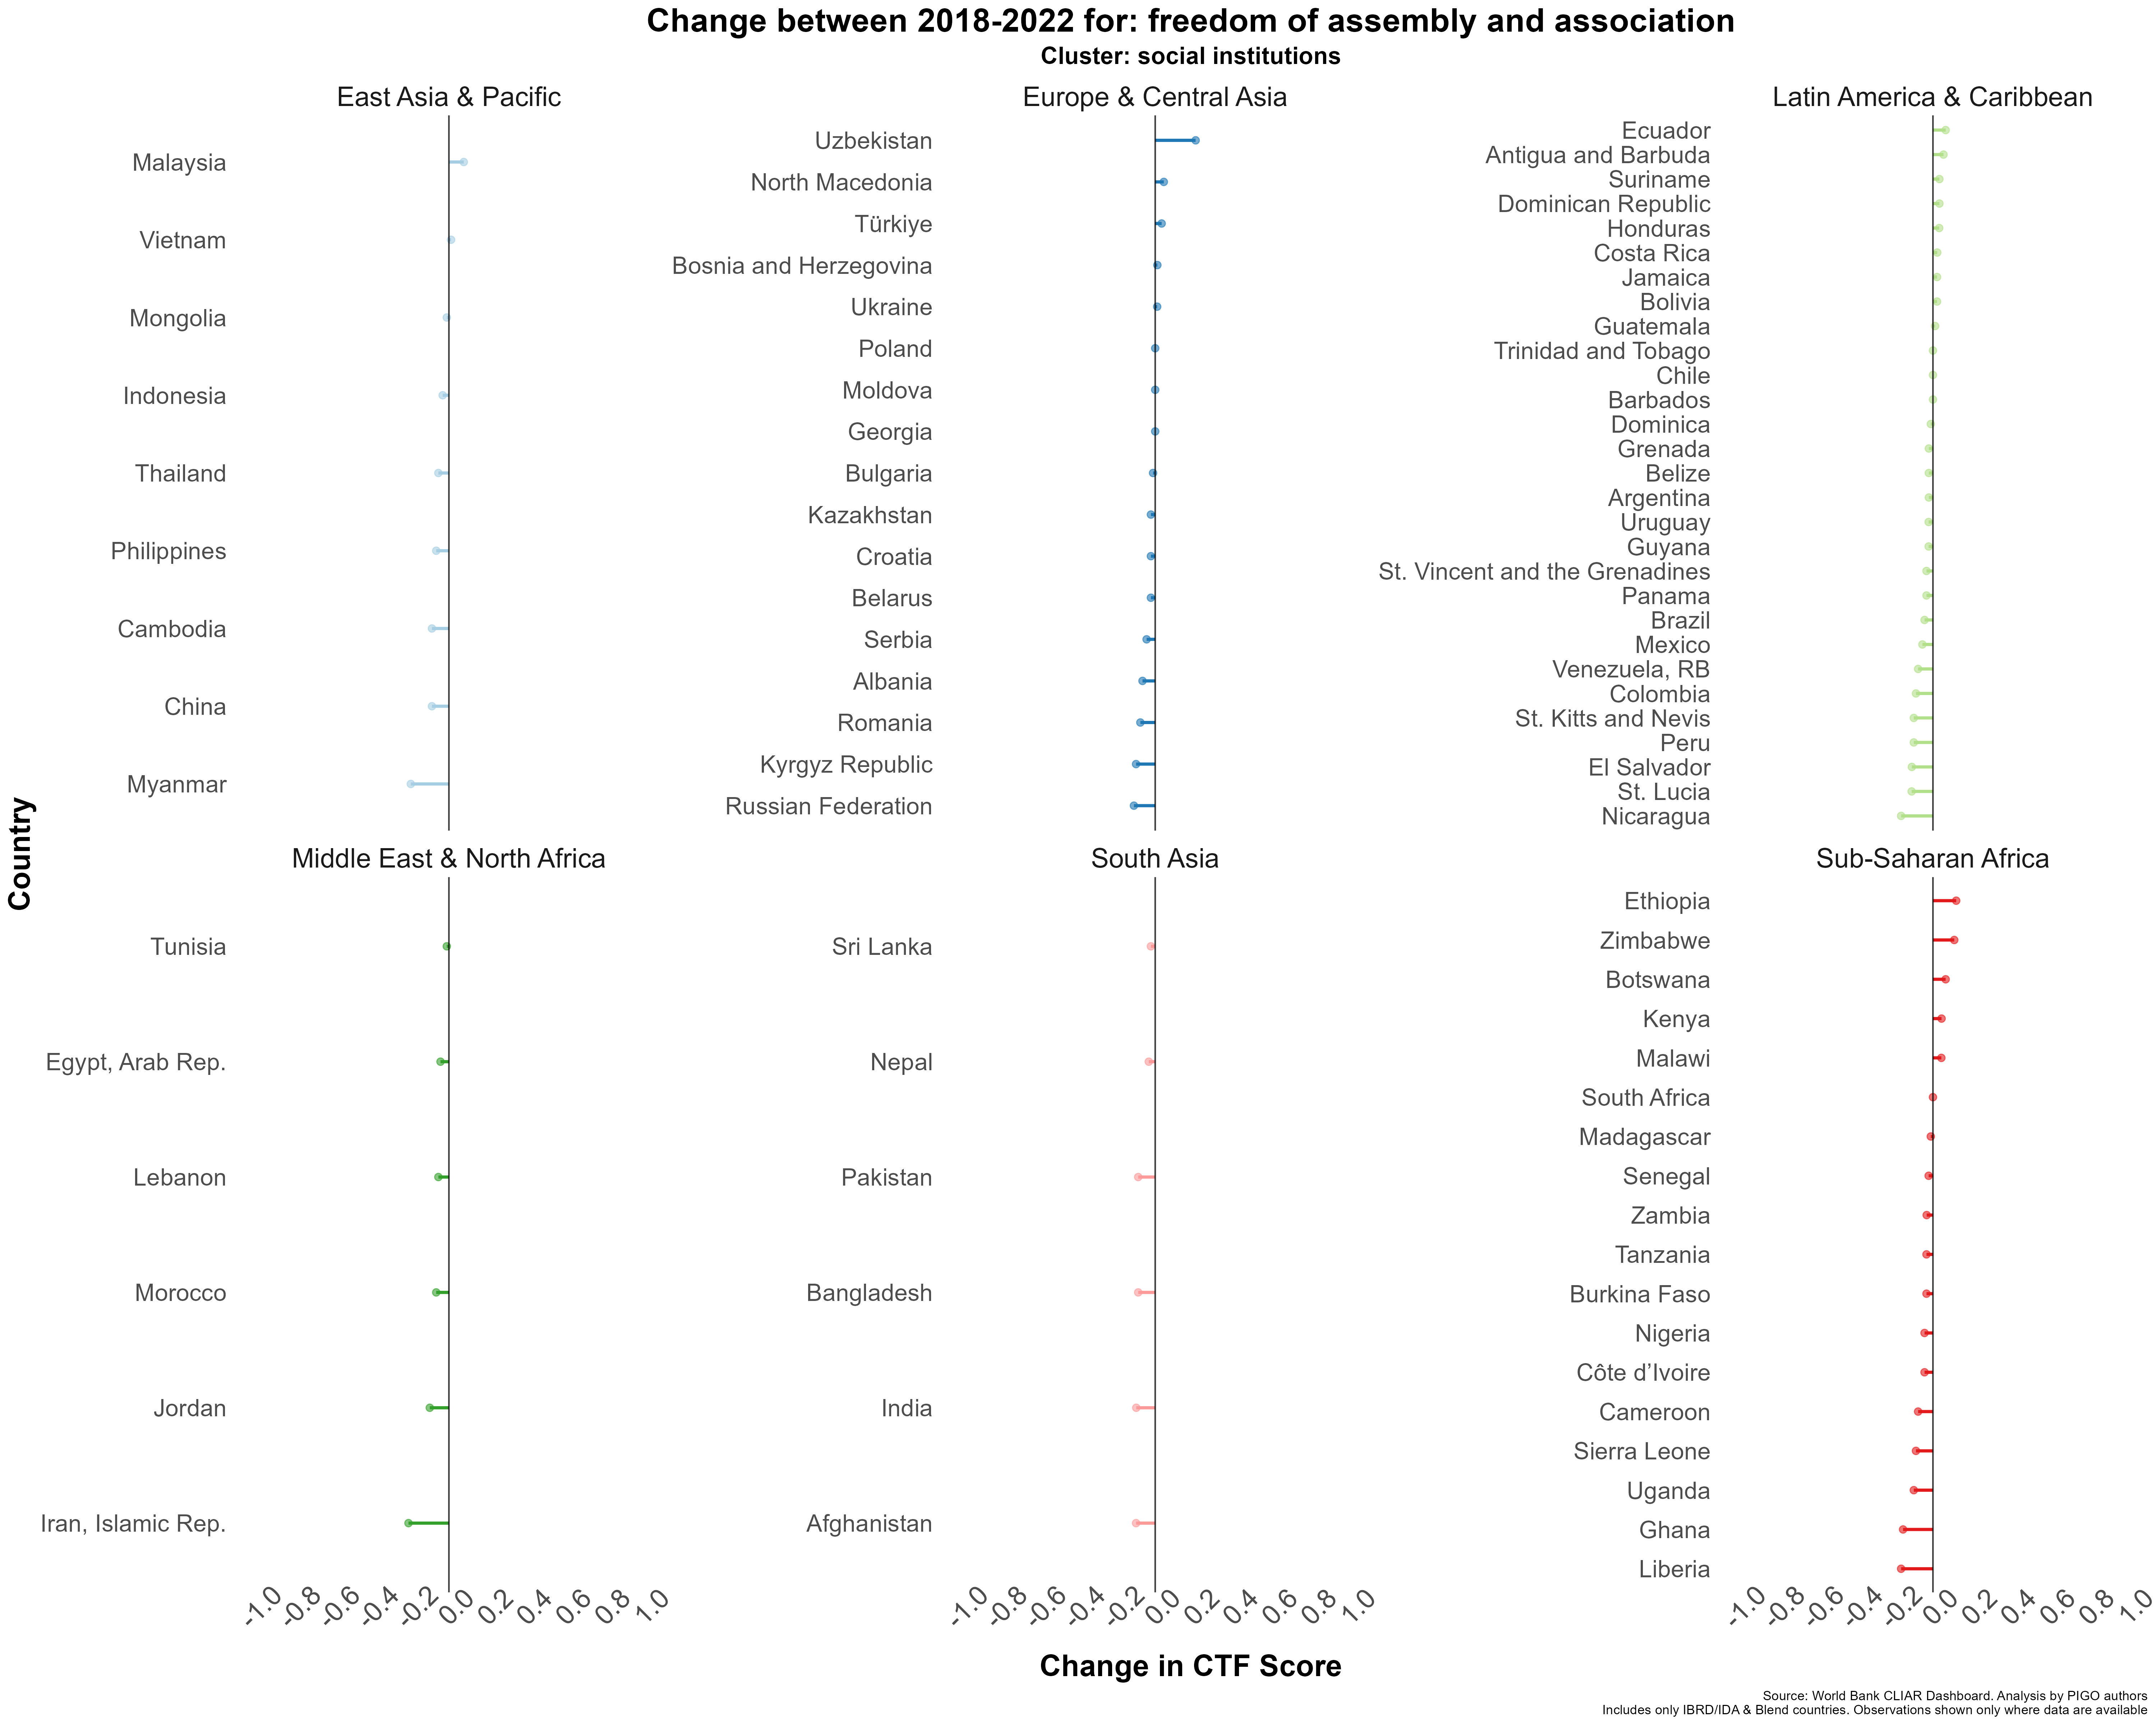 Change between 2018-2022 for: freedom of assembly and association
Cluster: social institutions
East Asia & Pacific
Malaysia
Vietnam
Mongolia
Indonesia
Thailand
Philippines
Cambodia
China
Myanmar
Europe & Central Asia
Uzbekistan
North Macedonia
Türkiye
Bosnia and Herzegovina
Ukraine
Poland
Moldova
Georgia
Bulgaria
Kazakhstan
Croatia
Belarus
Serbia
Albania
Romania
Kyrgyz Republic
Russian Federation
Latin America & Caribbean
Ecuador
Antigua and Barbuda
Suriname
Dominican Republic
Honduras
Costa Rica
Jamaica
Bolivia
Guatemala
Trinidad and Tobago
Chile
Barbados
Dominica
Grenada
Belize
Argentina
Uruguay
Guyana
St. Vincent and the Grenadines
Panama
Brazil
Mexico
Venezuela, RB
Colombia
St. Kitts and Nevis
Peru
El Salvador
St. Lucia
Nicaragua
Country
Middle East & North Africa
Tunisia
Egypt, Arab Rep.
Lebanon
Morocco
Jordan
Iran, Islamic Rep.
-1.0 -0.8 -0.6 -0.4 -0.2 0.0 0.2 0.4 0.6 0.8 1.0
South Asia
Sri Lanka
Nepal
Pakistan
Bangladesh
India
Afghanistan
-1.0 -0.8 -0.6 -0.4 -0.2 0.0 0.2 0.4 0.6 0.8 1.0
Sub-Saharan Africa
Ethiopia
Zimbabwe
Botswana
Kenya
Malawi
South Africa
Madagascar
Senegal
Zambia
Tanzania
Burkina Faso
Nigeria
Côte d’Ivoire
Cameroon
Sierra Leone
Uganda
Ghana
Liberia
-1.0 -0.8 -0.6 -0.4 -0.2 0.0 0.2 0.4 0.6 0.8 1.0
Change in CTF Score
Source: World Bank CLIAR Dashboard. Analysis by PIGO authors
Includes only IBRD/IDA & Blend countries. Observations shown only where data are available